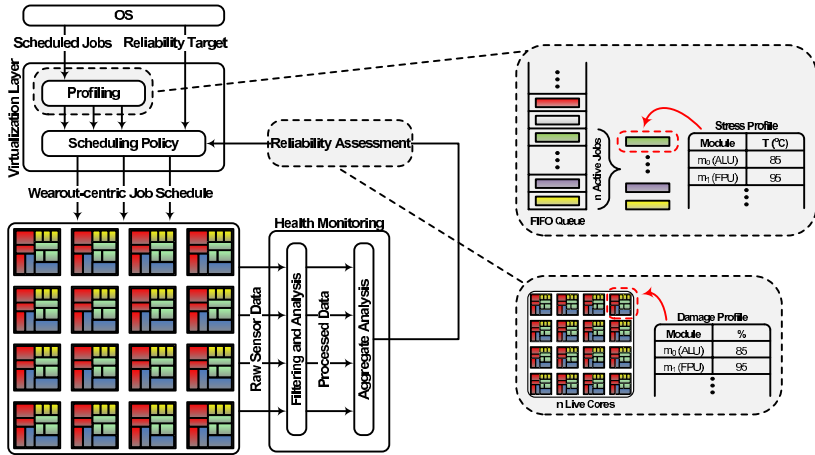 OS
Scheduled Jobs
Reliability Target
Virtualization Layer
Profiling
Scheduling Policy
Reliability Assessment
Wearout-centric Job Schedule
Health Monitoring
Raw Sensor Data
Filtering and Analysis
Processed Data
Aggregate Analysis
FIFO Queue
n Active Jobs
Stress Profile
Module T (°C)
m₀ (ALU) 85
m₁ (FPU) 95
n Live Cores
Damage Profile
Module %
m₀ (ALU) 85
m₁ (FPU) 95